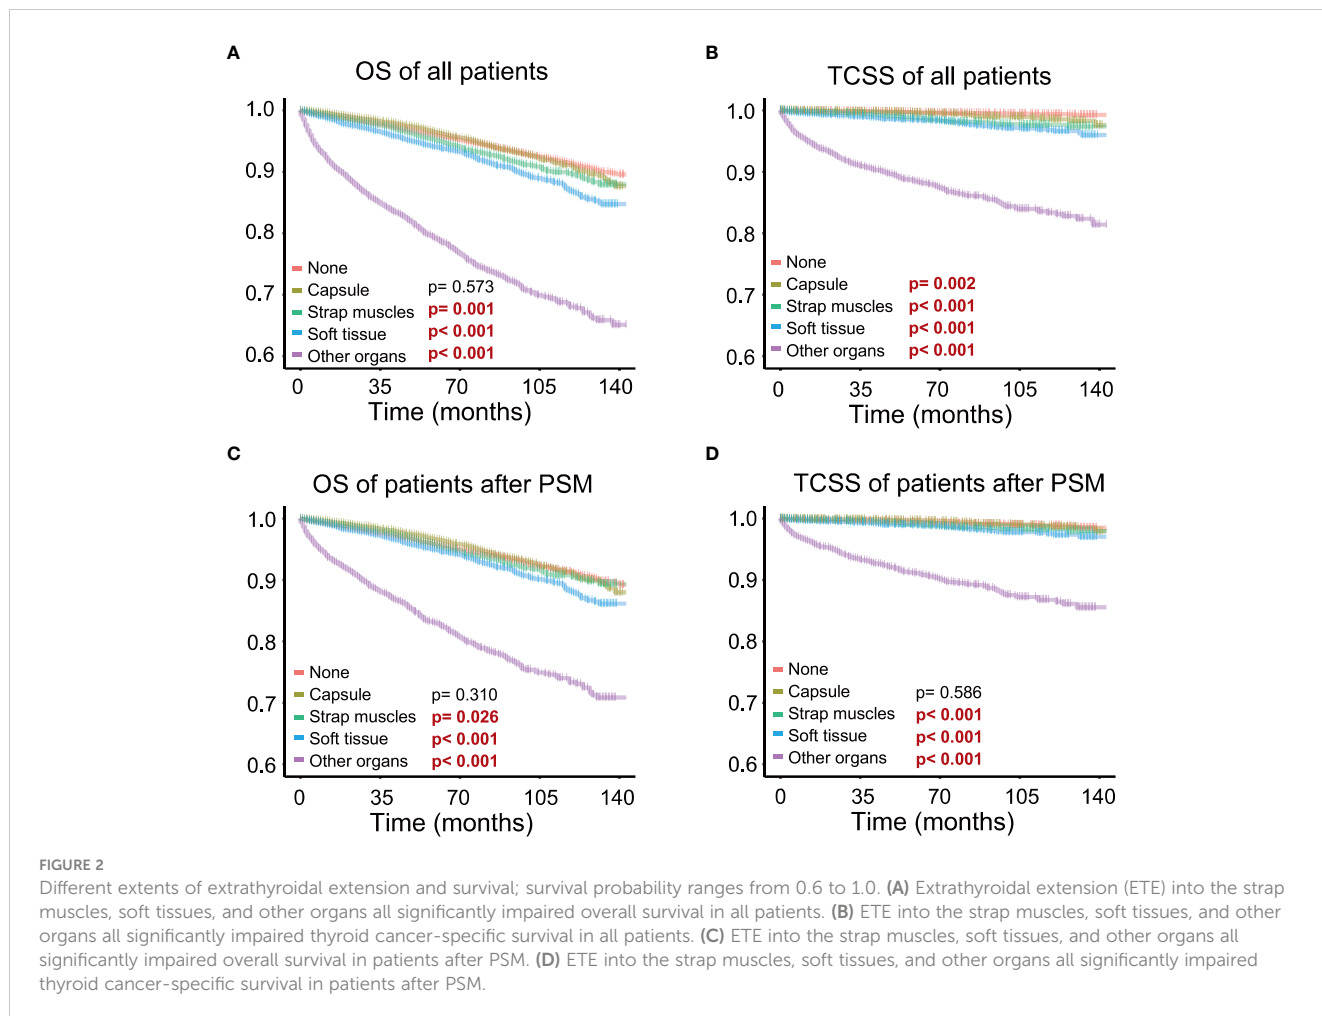 A
OS of all patients
1.0
0.9
0.8
0.7
0.6
None
Capsule p= 0.573
Strap muscles p= 0.001
Soft tissue p< 0.001
Other organs p< 0.001
0 35 70 105 140
Time (months)
B
TCSS of all patients
1.0
0.9
0.8
0.7
0.6
None
Capsule p= 0.002
Strap muscles p< 0.001
Soft tissue p< 0.001
Other organs p< 0.001
0 35 70 105 140
Time (months)
C
OS of patients after PSM
1.0
0.9
0.8
0.7
0.6
None
Capsule p= 0.310
Strap muscles p= 0.026
Soft tissue p< 0.001
Other organs p< 0.001
0 35 70 105 140
Time (months)
D
TCSS of patients after PSM
1.0
0.9
0.8
0.7
0.6
None
Capsule p= 0.586
Strap muscles p< 0.001
Soft tissue p< 0.001
Other organs p< 0.001
0 35 70 105 140
Time (months)
FIGURE 2
Different extents of extrathyroidal extension and survival; survival probability ranges from 0.6 to 1.0. (A) Extrathyroidal extension (ETE) into the strap
muscles, soft tissues, and other organs all significantly impaired overall survival in all patients. (B) ETE into the strap muscles, soft tissues, and other
organs all significantly impaired thyroid cancer-specific survival in all patients. (C) ETE into the strap muscles, soft tissues, and other organs all
significantly impaired overall survival in patients after PSM. (D) ETE into the strap muscles, soft tissues, and other organs all significantly impaired
thyroid cancer-specific survival in patients after PSM.